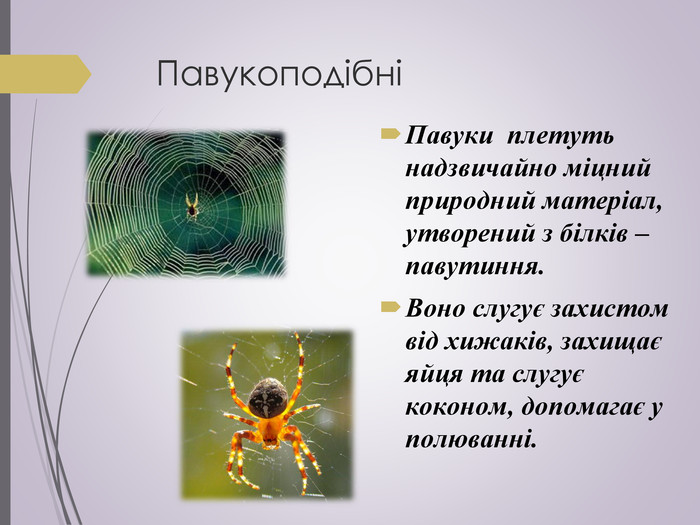 Павукоподібні
Павуки плетуть
надзвичайно міцний
природний матеріал,
утворений з білків –
павутиння.
Воно слугує захистом
від хижаків, захищає
яйця та слугує
коконом, допомагає у
полюванні.